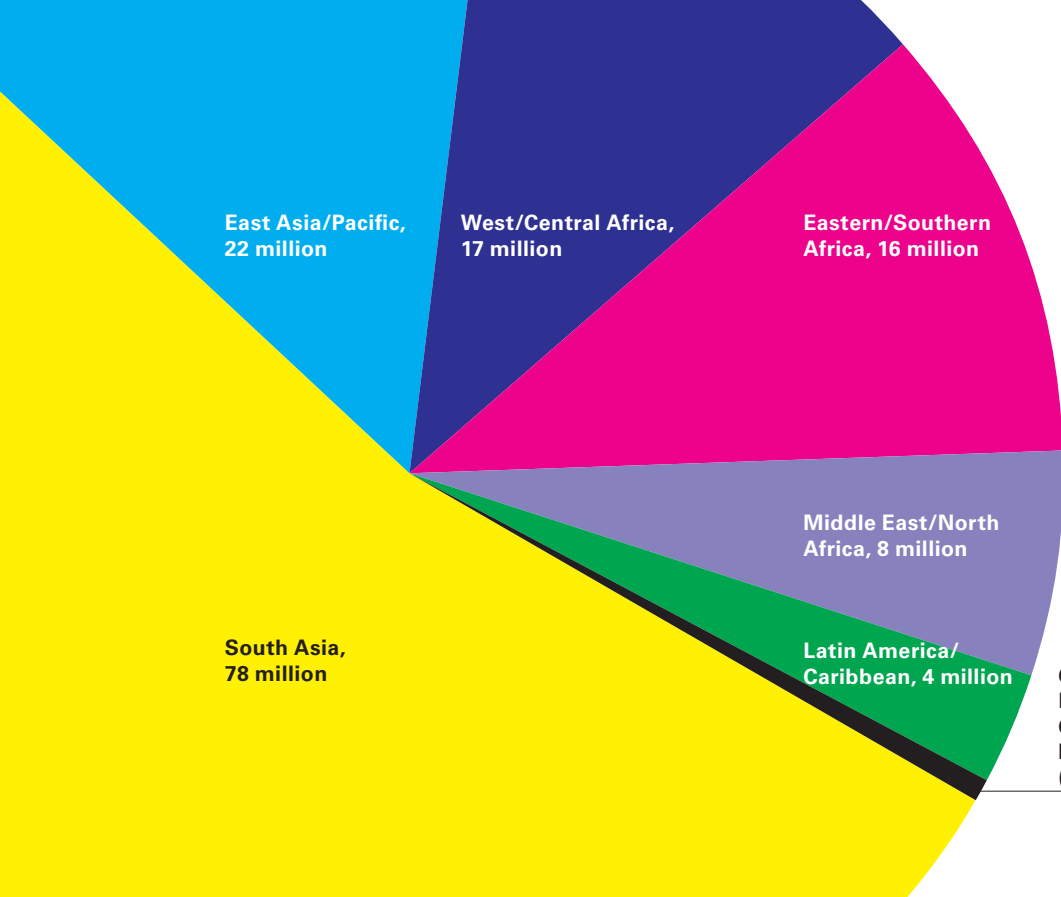 East Asia/Pacific,
22 million
West/Central Africa,
17 million
Eastern/Southern
Africa, 16 million
Middle East/North
Africa, 8 million
South Asia,
78 million
Latin America/
Caribbean, 4 million